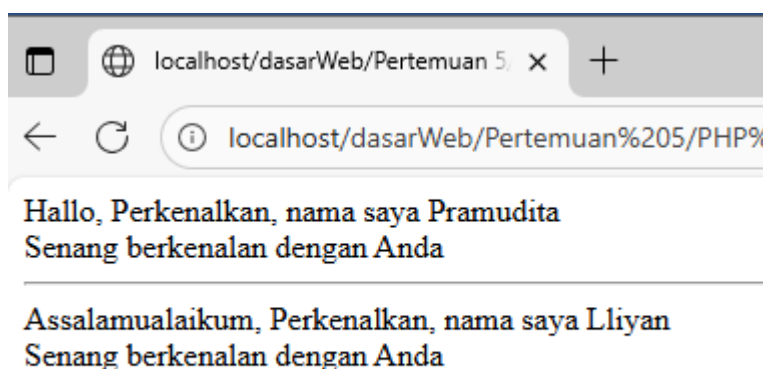 localhost/dasarWeb/Pertemuan 5/
localhost/dasarWeb/Pertemuan%205/PHP%
Hallo, Perkenalkan, nama saya Pramudita
Senang berkenalan dengan Anda
Assalamualaikum, Perkenalkan, nama saya Lliyan
Senang berkenalan dengan Anda